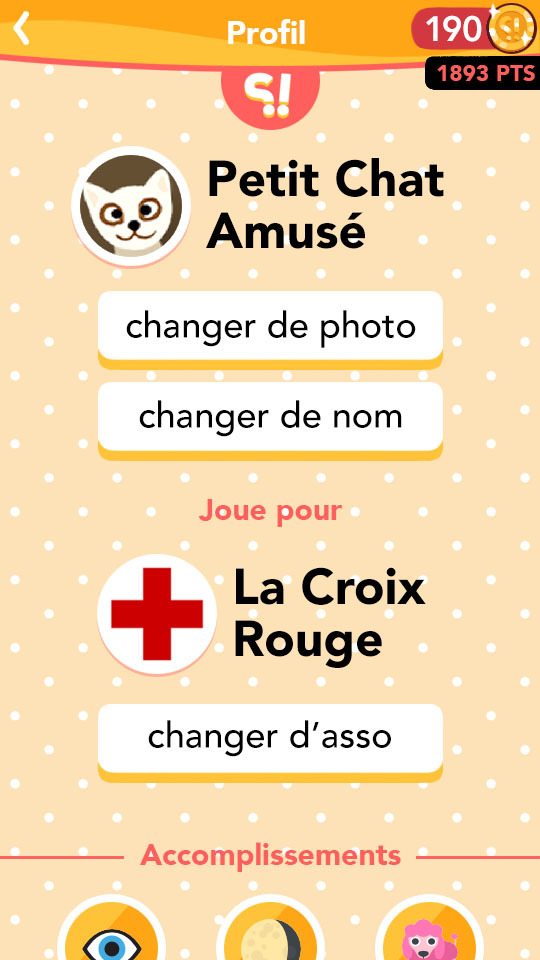 Profil
190
1893 PTS
Petit Chat
Amusé
changer de photo
changer de nom
Joue pour
La Croix
Rouge
changer d'asso
Accomplissements